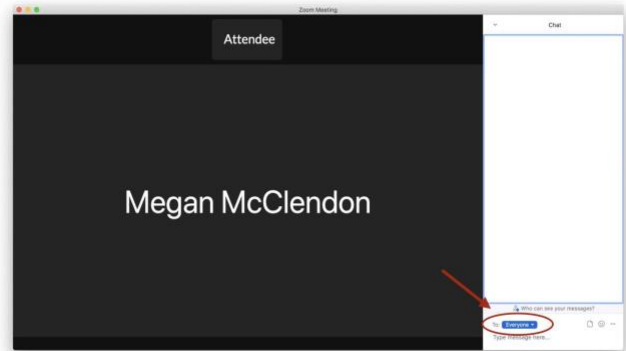 Zoom Meeting
Attendee
Chat
Megan McClendon
Who can see your messages?
To: Everyone
Type message here...